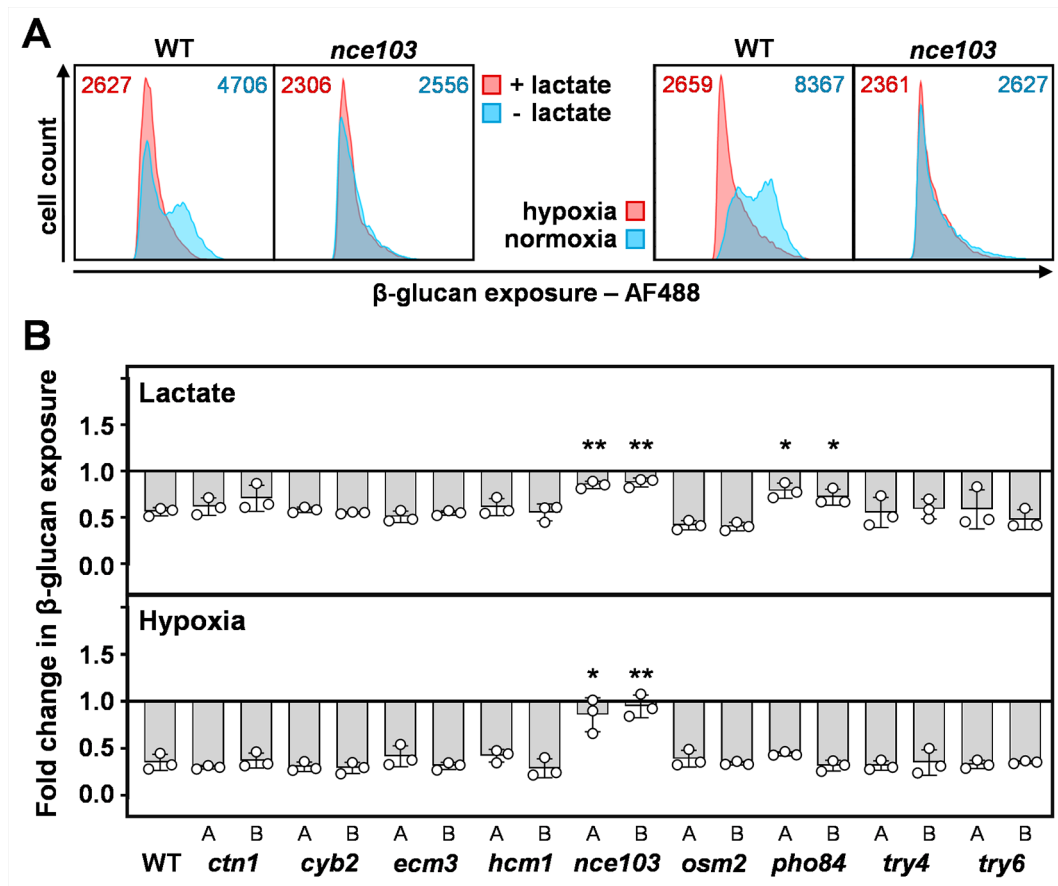 A
WT nce103 WT nce103
2627 4706 2306 2556 + lactate 2659 8367 2361 2627
- lactate
hypoxia
normoxia
cell count
β-glucan exposure – AF488
B
Fold change in β-glucan exposure
Lactate
1.5
** ** * *
1.0
0.5
0.0
Hypoxia
1.5
* **
1.0
0.5
0.0
A B A B A B A B A B A B A B A B A B
WT ctn1 cyb2 ecm3 hcm1 nce103 osm2 pho84 try4 try6